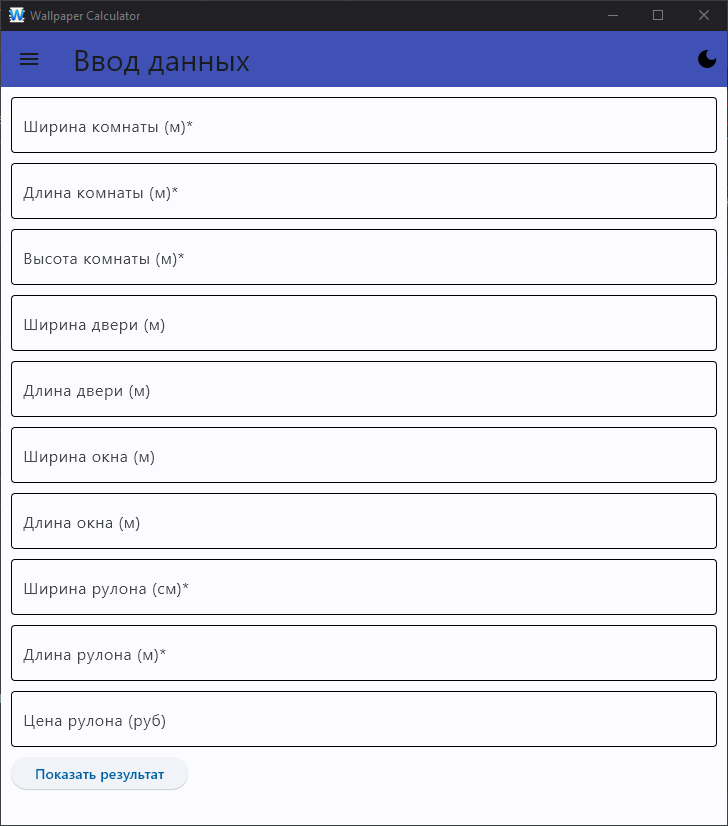 Wallpaper Calculator
Ввод данных
Ширина комнаты (м)*
Длина комнаты (м)*
Высота комнаты (м)*
Ширина двери (м)
Длина двери (м)
Ширина окна (м)
Длина окна (м)
Ширина рулона (см)*
Длина рулона (м)*
Цена рулона (руб)
Показать результат